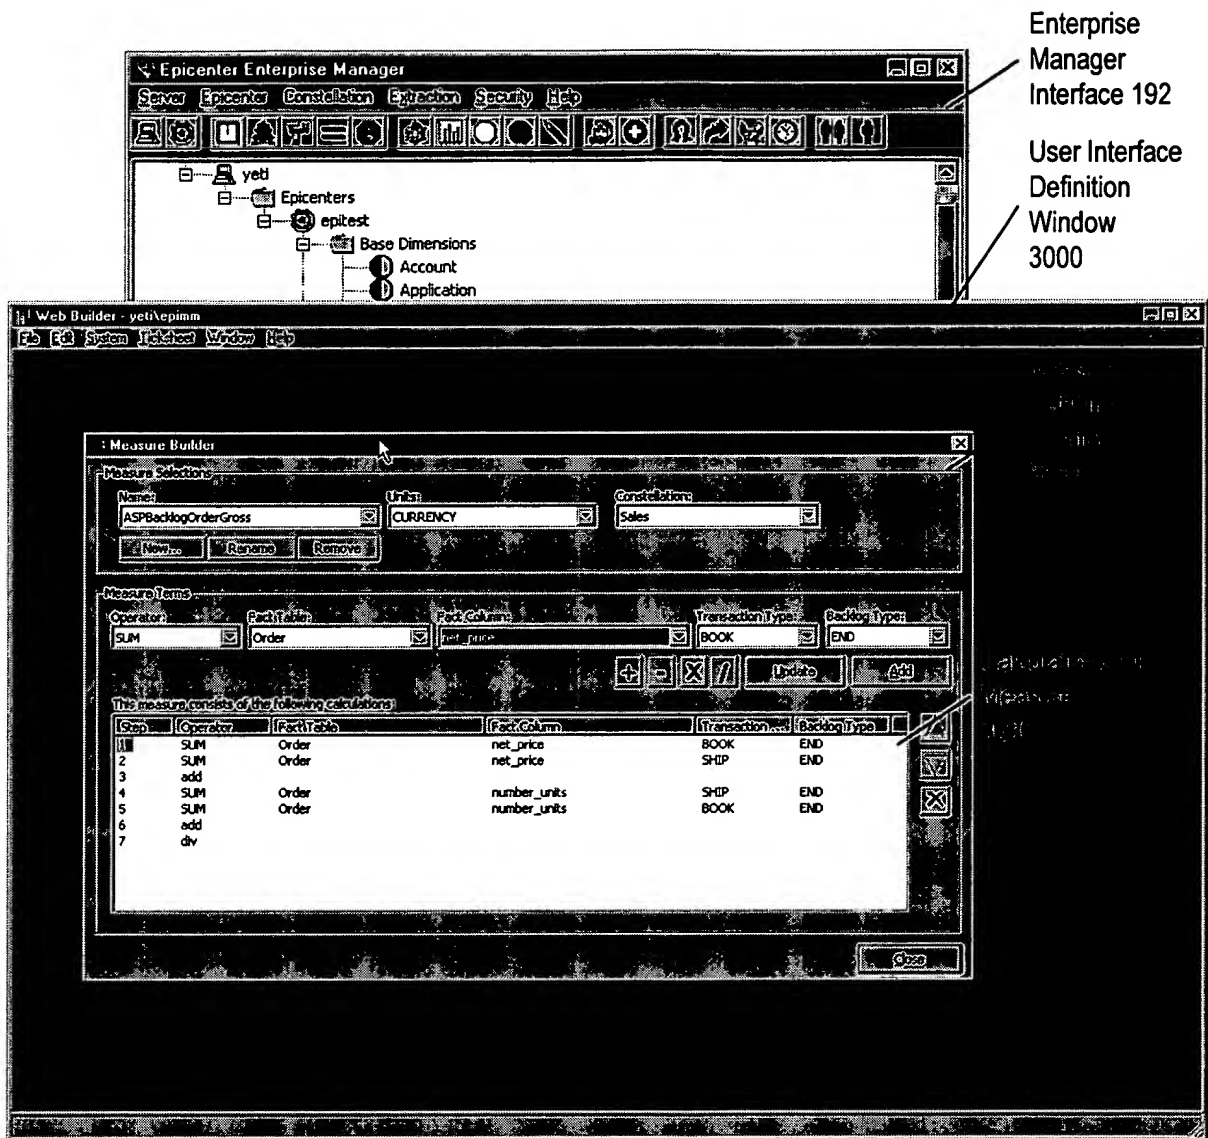 Enterprise
Manager
Interface 192
User Interface
Definition
Window
3000
Epicenter Enterprise Manager
Server Epicenter Constellation Extraction Security Help
yeti
Epicenters
epitest
Base Dimensions
Account
Application
Web Builder - yeti\epimm
File Edit System Ticksheet Window Help
Measure Builder
Measure Selections
Name: Units: Constellation:
ASPBacklogOrderGross CURRENCY Sales
New... Rename Remove
Measure Terms
Operator: Fact Table: Fact Column: Transaction Type: Backlog Type:
SUM Order net_price BOOK END
+ - X / Update Add
This measure consists of the following calculations:
Step Operator Fact Table Fact Column Transaction ... Backlog Type
1 SUM Order net_price BOOK END
2 SUM Order net_price SHIP END
3 add
4 SUM Order number_units SHIP END
5 SUM Order number_units BOOK END
6 add
7 div
Close